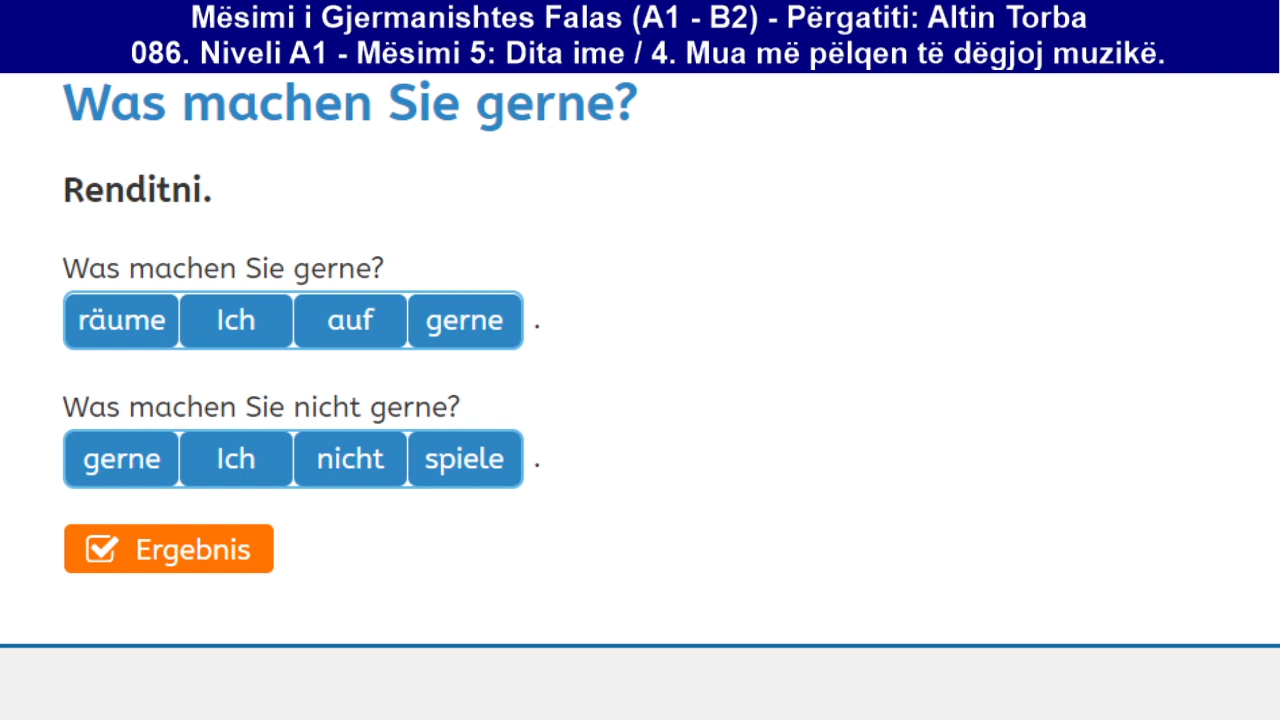 Mësimi i Gjermanishtes Falas (A1 - B2) - Përgatiti: Altin Torba
086. Niveli A1 - Mësimi 5: Dita ime / 4. Mua më pëlqen të dëgjoj muzikë.
Was machen Sie gerne?
Renditni.
Was machen Sie gerne?
räume Ich auf gerne .
Was machen Sie nicht gerne?
gerne Ich nicht spiele .
Ergebnis